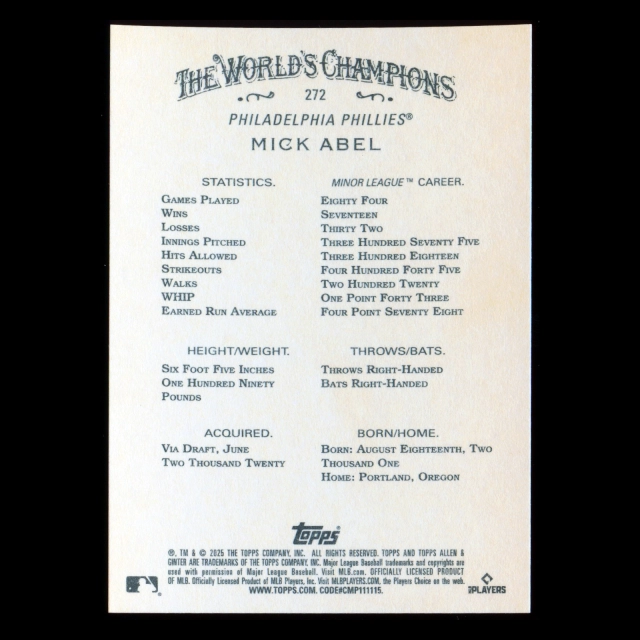 THE WORLD'S CHAMPIONS
272
PHILADELPHIA PHILLIES®
MICK ABEL
STATISTICS. MINOR LEAGUE™ CAREER.
GAMES PLAYED EIGHTY FOUR
WINS SEVENTEEN
LOSSES THIRTY TWO
INNINGS PITCHED THREE HUNDRED SEVENTY FIVE
HITS ALLOWED THREE HUNDRED EIGHTEEN
STRIKEOUTS FOUR HUNDRED FORTY FIVE
WALKS TWO HUNDRED TWENTY
WHIP ONE POINT FORTY THREE
EARNED RUN AVERAGE FOUR POINT SEVENTY EIGHT
HEIGHT/WEIGHT. THROWS/BATS.
SIX FOOT FIVE INCHES THROWS RIGHT-HANDED
ONE HUNDRED NINETY BATS RIGHT-HANDED
POUNDS
ACQUIRED. BORN/HOME.
VIA DRAFT, JUNE BORN: AUGUST EIGHTEENTH, TWO
TWO THOUSAND TWENTY THOUSAND ONE
HOME: PORTLAND, OREGON
Topps
®, TM & © 2025 THE TOPPS COMPANY, INC. ALL RIGHTS RESERVED. TOPPS AND TOPPS ALLEN &
GINTER ARE TRADEMARKS OF THE TOPPS COMPANY, INC. Major League Baseball trademarks and copyrights are
used with permission of Major League Baseball. Visit MLB.com. OFFICIALLY LICENSED PRODUCT
OF MLB. Officially Licensed Product of MLB Players, Inc. Visit MLBPLAYERS.COM, the Players Choice on the web.
WWW.TOPPS.COM. CODE#CMP111115.
PLAYERS